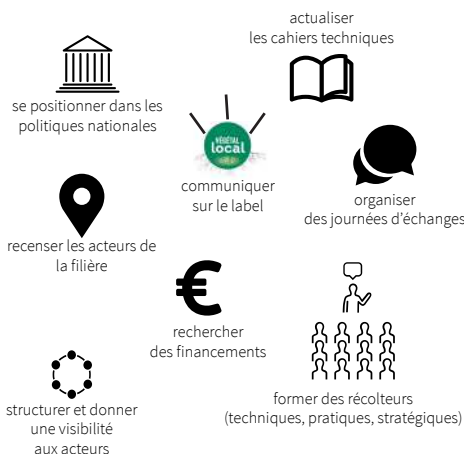 actualiser
les cahiers techniques
se positionner dans les
politiques nationales
VÉGÉTAL
local
communiquer
sur le label
organiser
des journées d’échanges
recenser les acteurs de
la filière
€
rechercher
des financements
former des récolteurs
(techniques, pratiques, stratégiques)
structurer et donner
une visibilité
aux acteurs